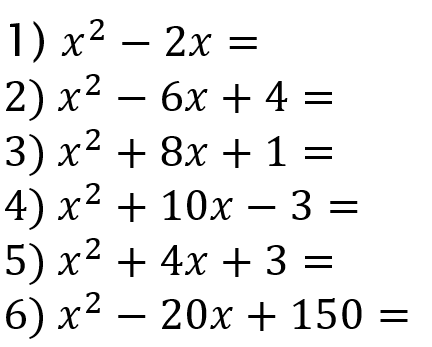 1) x² − 2x =
2) x² − 6x + 4 =
3) x² + 8x + 1 =
4) x² + 10x − 3 =
5) x² + 4x + 3 =
6) x² − 20x + 150 =